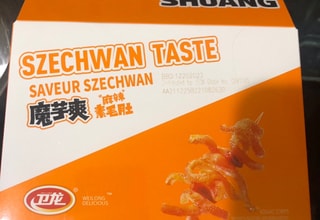 SHUANG
SZECHWAN TASTE
SAVEUR SZECHWAN
魔芋爽
"麻辣"
素毛肚
卫龙
WEILONG
DELICIOUS